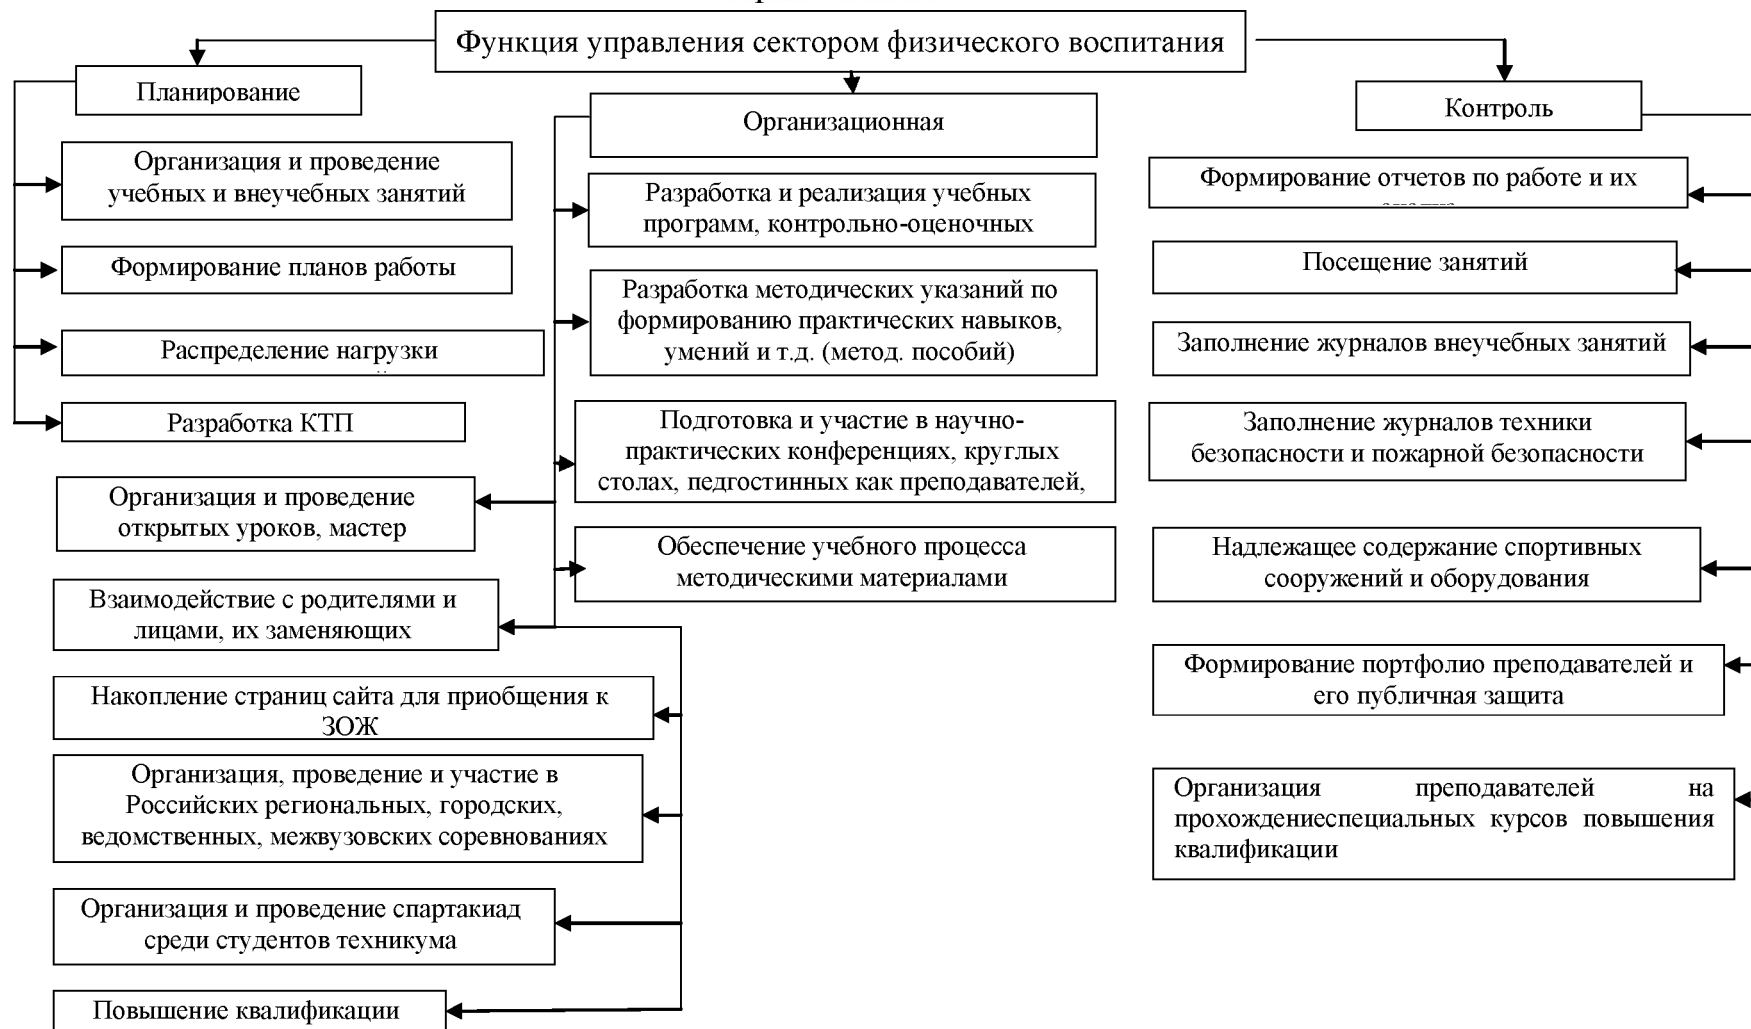 Функция управления сектором физического воспитания
Планирование
Организация и проведение
учебных и внеучебных занятий
Формирование планов работы
Распределение нагрузки
Разработка КТП
Организационная
Разработка и реализация учебных
программ, контрольно-оценочных
Разработка методических указаний по
формированию практических навыков,
умений и т.д. (метод. пособий)
Подготовка и участие в научно-
практических конференциях, круглых
столах, педгостинных как преподавателей,
Обеспечение учебного процесса
методическими материалами
Организация и проведение
открытых уроков, мастер
Взаимодействие с родителями и
лицами, их заменяющих
Накопление страниц сайта для приобщения к
ЗОЖ
Организация, проведение и участие в
Российских региональных, городских,
ведомственных, межвузовских соревнованиях
Организация и проведение спартакиад
среди студентов техникума
Повышение квалификации
Контроль
Формирование отчетов по работе и их
Посещение занятий
Заполнение журналов внеучебных занятий
Заполнение журналов техники
безопасности и пожарной безопасности
Надлежащее содержание спортивных
сооружений и оборудования
Формирование портфолио преподавателей и
его публичная защита
Организация преподавателей на
прохождениеспециальных курсов повышения
квалификации